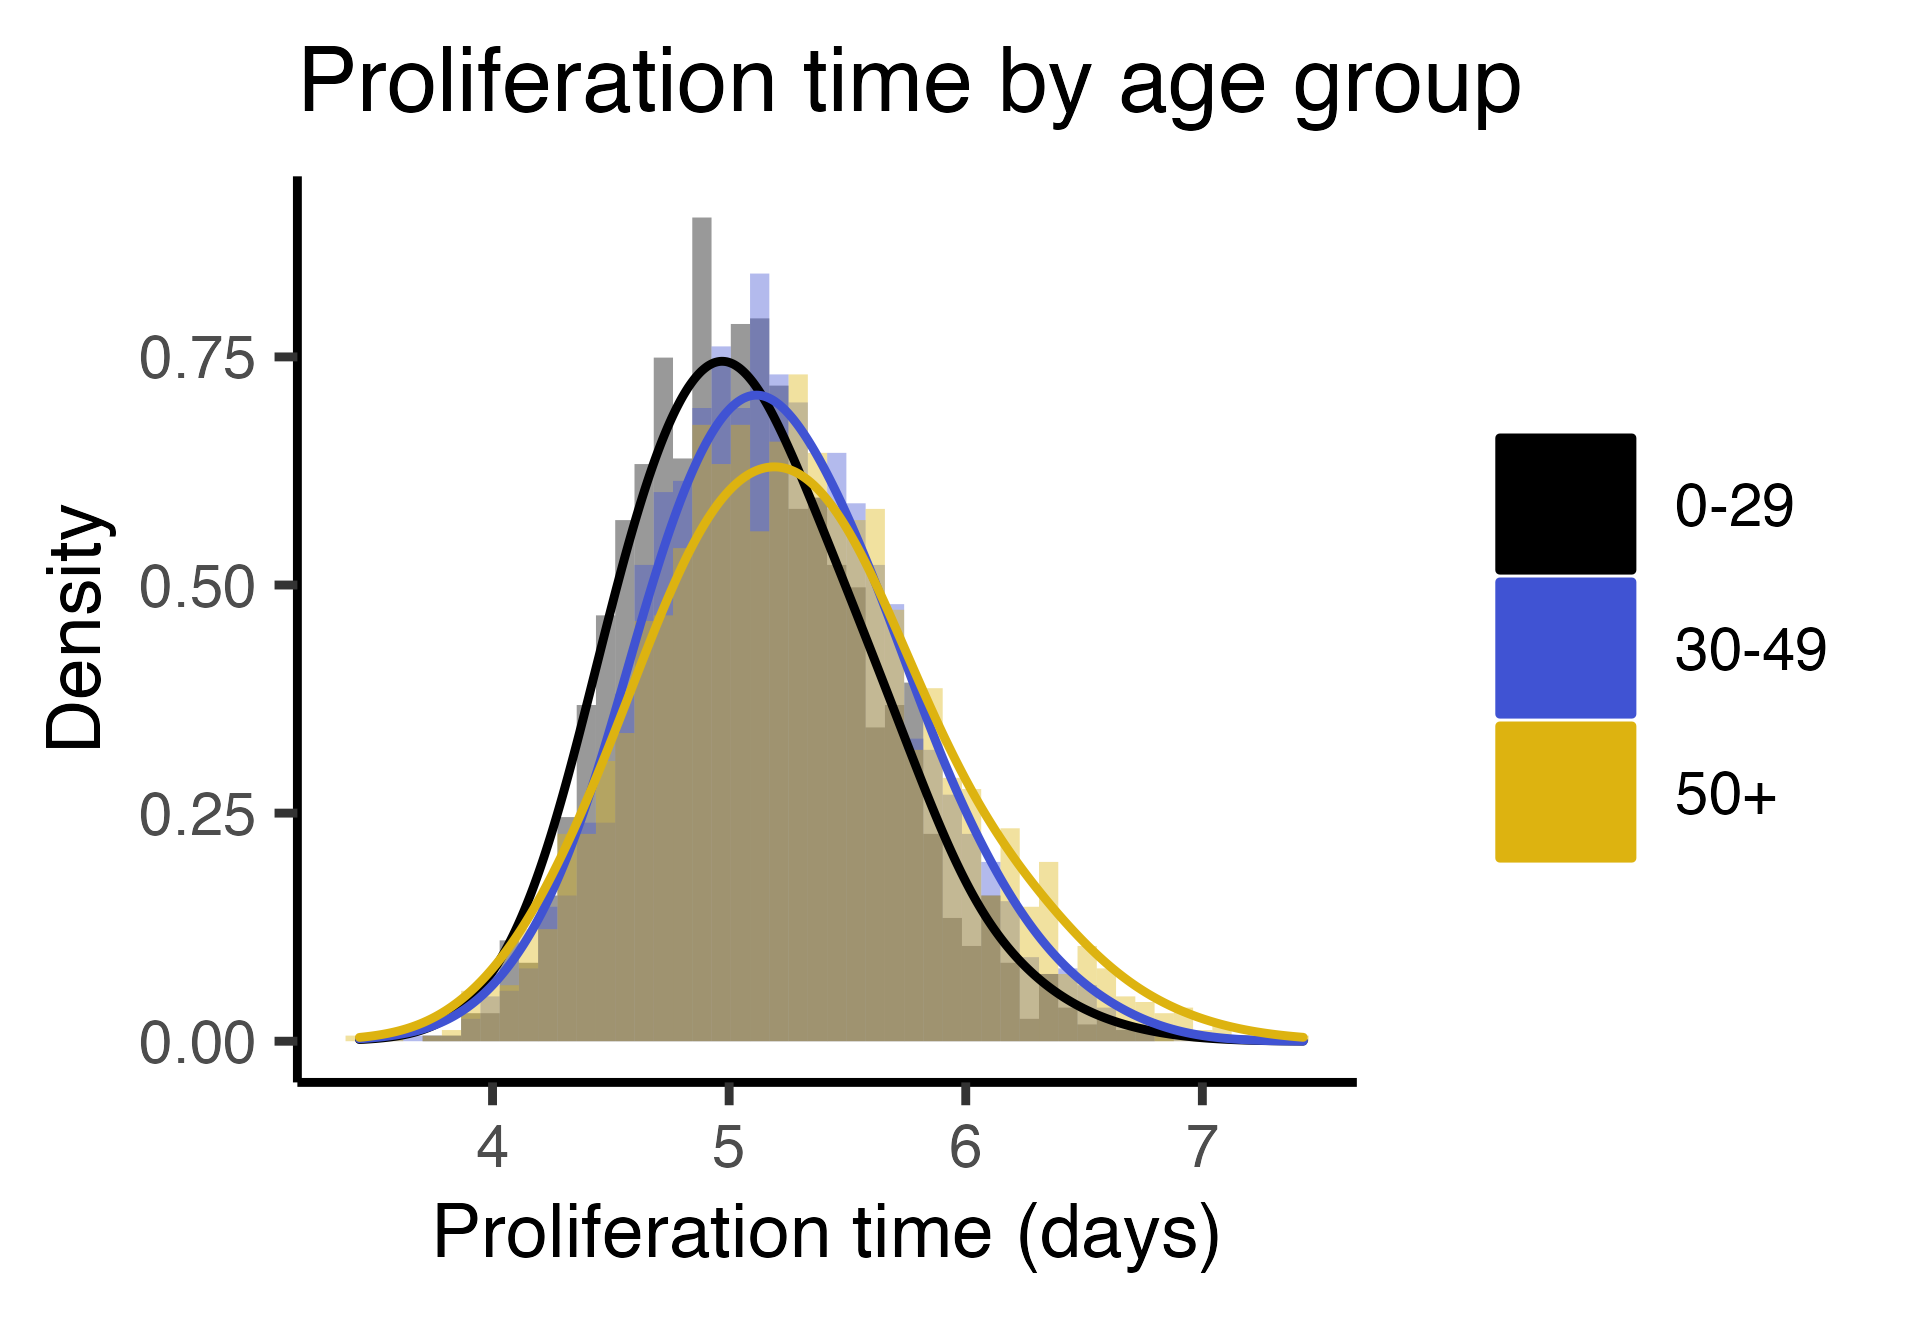 Proliferation time by age group
Density
0.75
0.50
0.25
0.00
4 5 6 7
Proliferation time (days)
0-29
30-49
50+